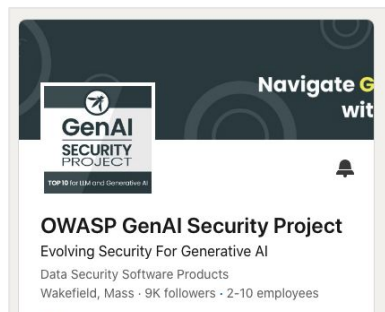 Navigate G
wit
GenAI
SECURITY
PROJECT
TOP 10 for LLM and Generative AI
OWASP GenAI Security Project
Evolving Security For Generative AI
Data Security Software Products
Wakefield, Mass · 9K followers · 2-10 employees